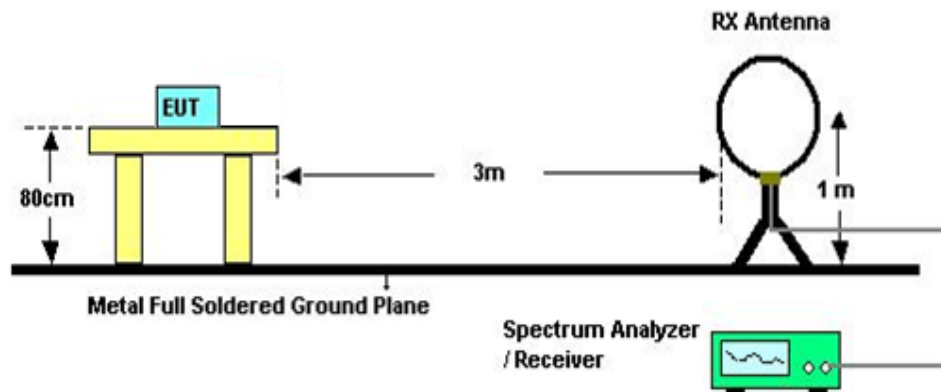 RX Antenna
EUT
3m
80cm
1 m
Metal Full Soldered Ground Plane
Spectrum Analyzer
/ Receiver